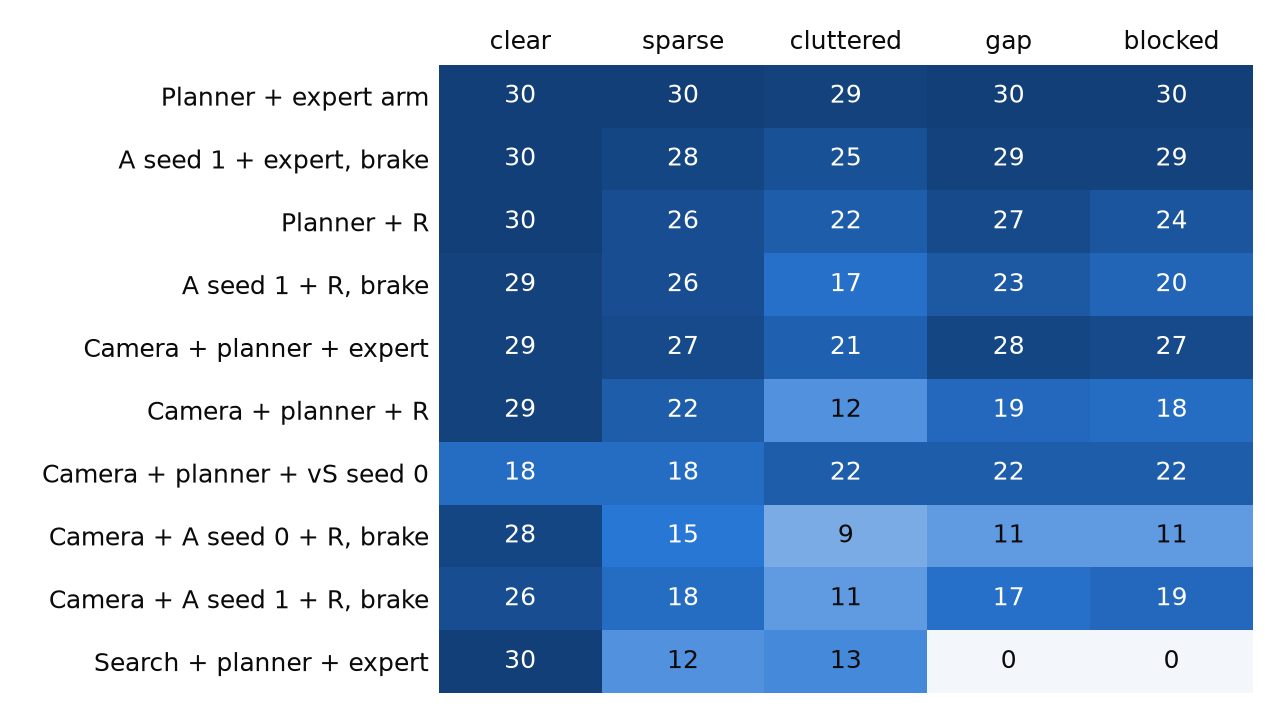 clear sparse cluttered gap blocked
Planner + expert arm 30 30 29 30 30
A seed 1 + expert, brake 30 28 25 29 29
Planner + R 30 26 22 27 24
A seed 1 + R, brake 29 26 17 23 20
Camera + planner + expert 29 27 21 28 27
Camera + planner + R 29 22 12 19 18
Camera + planner + vS seed 0 18 18 22 22 22
Camera + A seed 0 + R, brake 28 15 9 11 11
Camera + A seed 1 + R, brake 26 18 11 17 19
Search + planner + expert 30 12 13 0 0